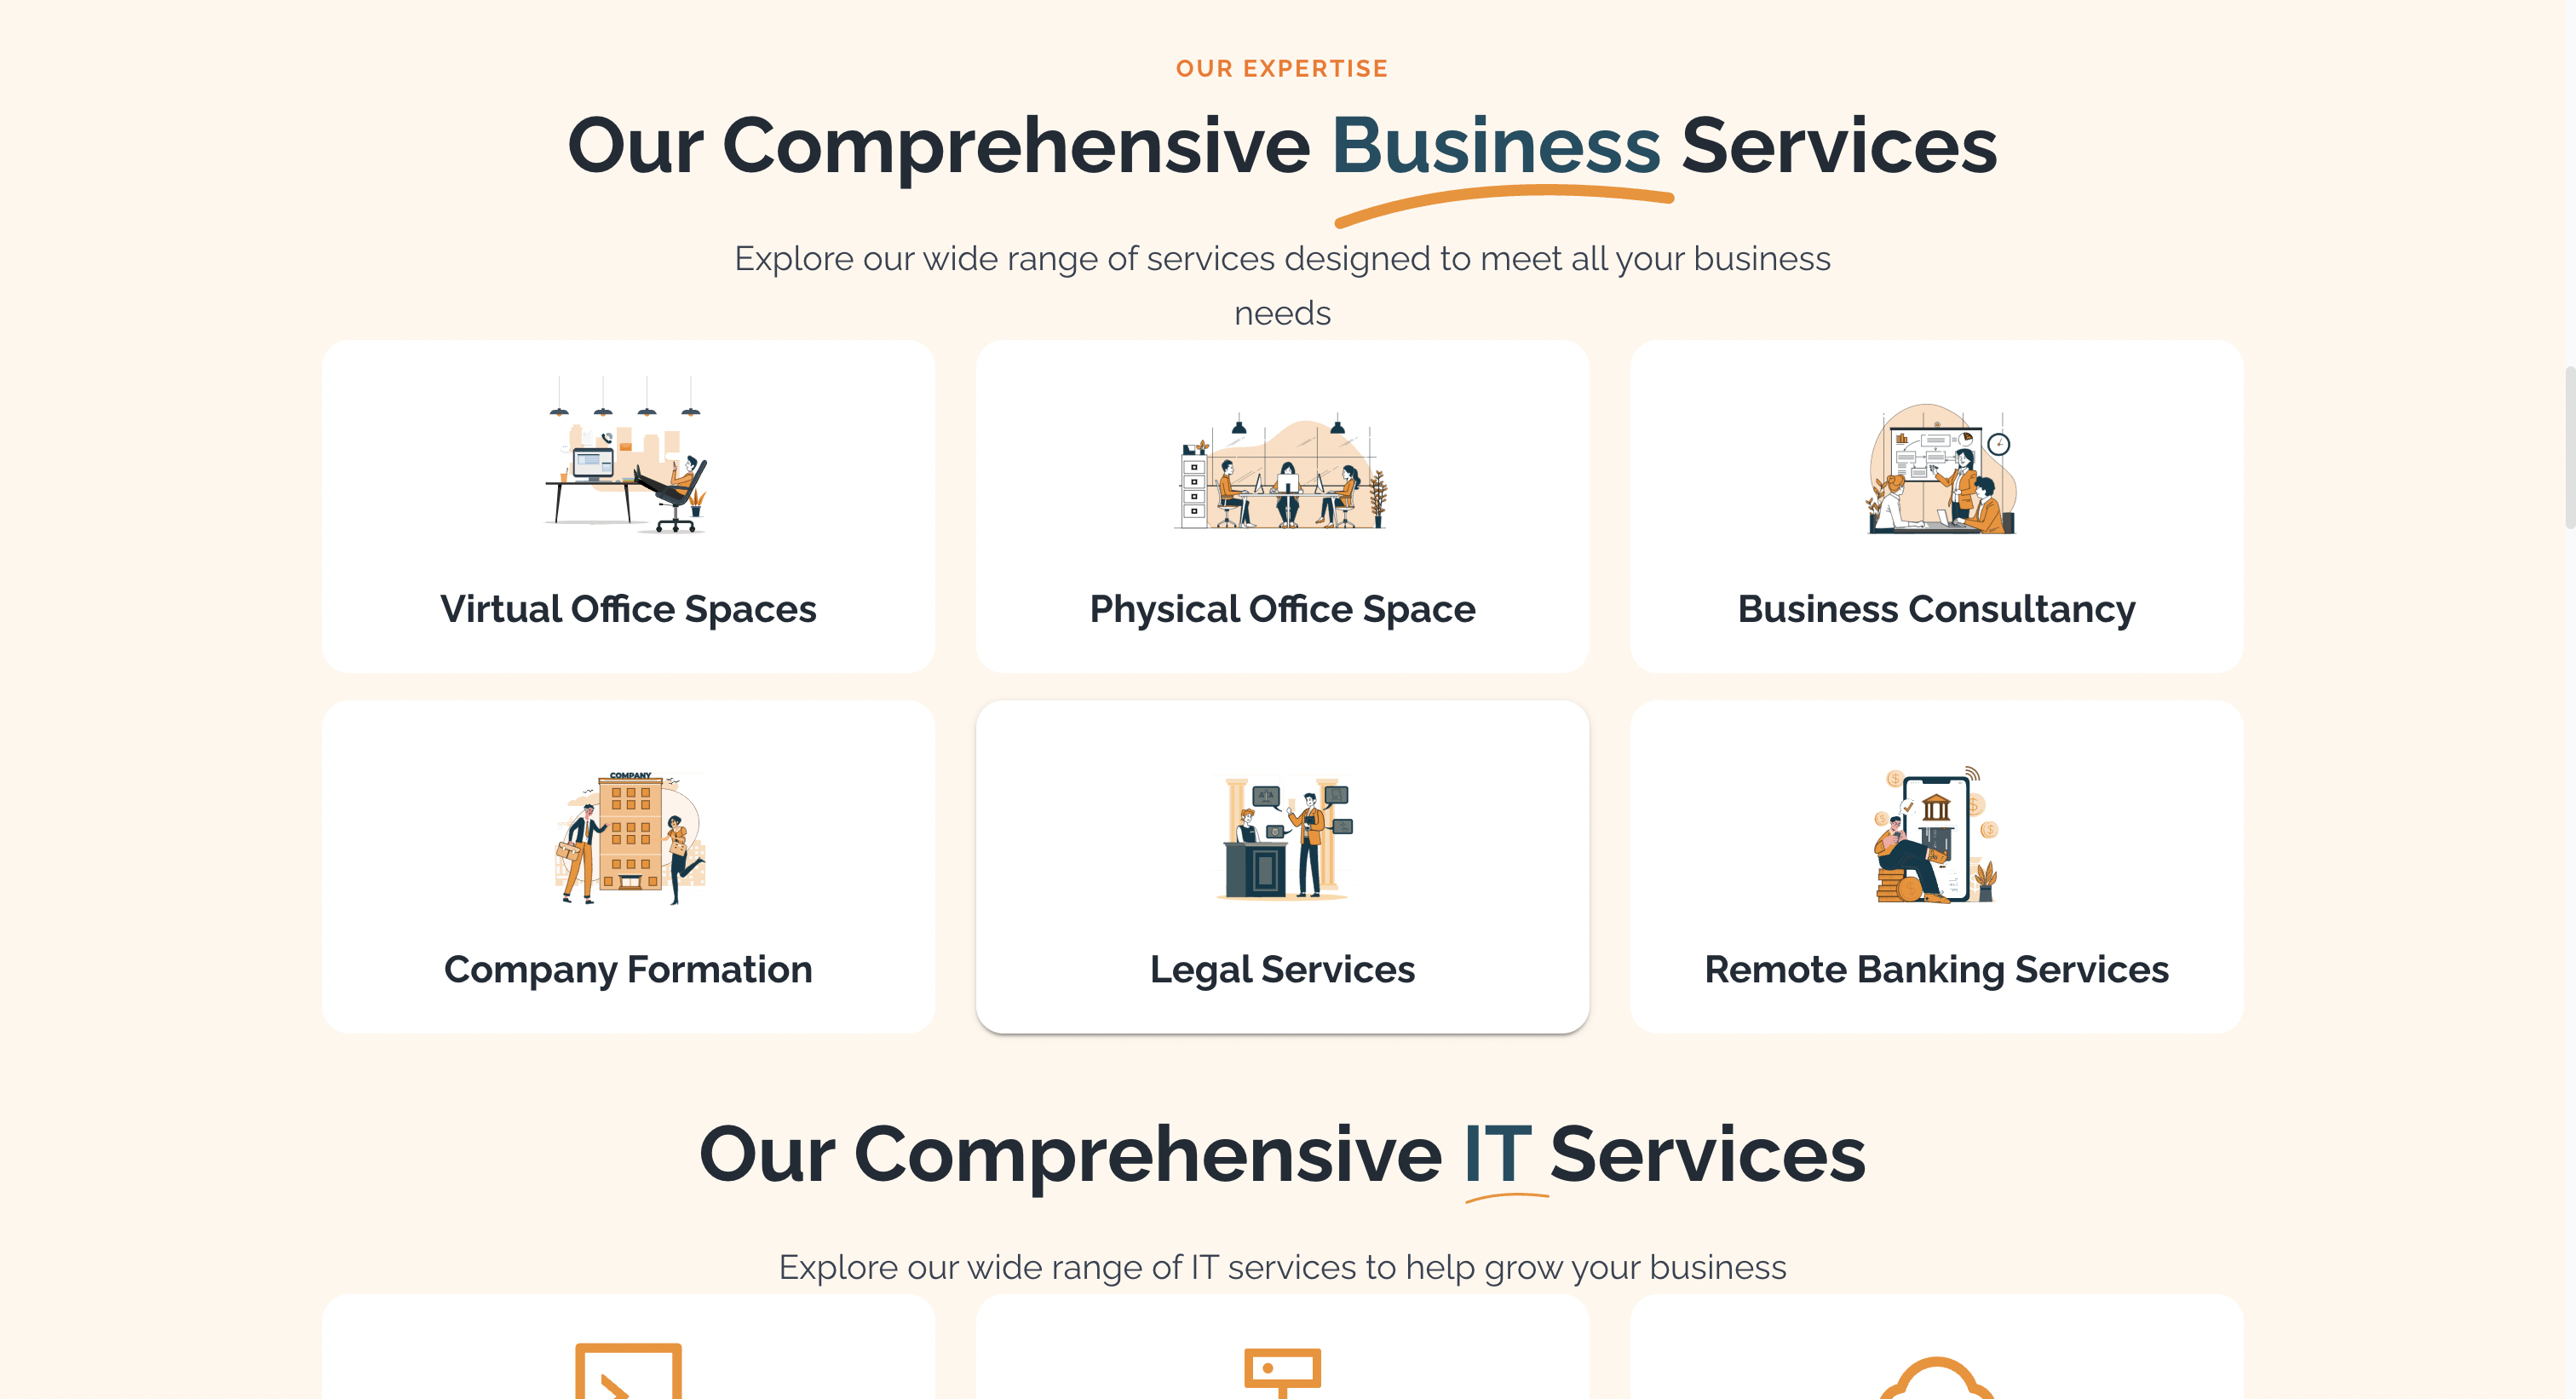 OUR EXPERTISE
Our Comprehensive Business Services
Explore our wide range of services designed to meet all your business
needs
Virtual Office Spaces
Physical Office Space
Business Consultancy
COMPANY
Company Formation
Legal Services
Remote Banking Services
Our Comprehensive IT Services
Explore our wide range of IT services to help grow your business